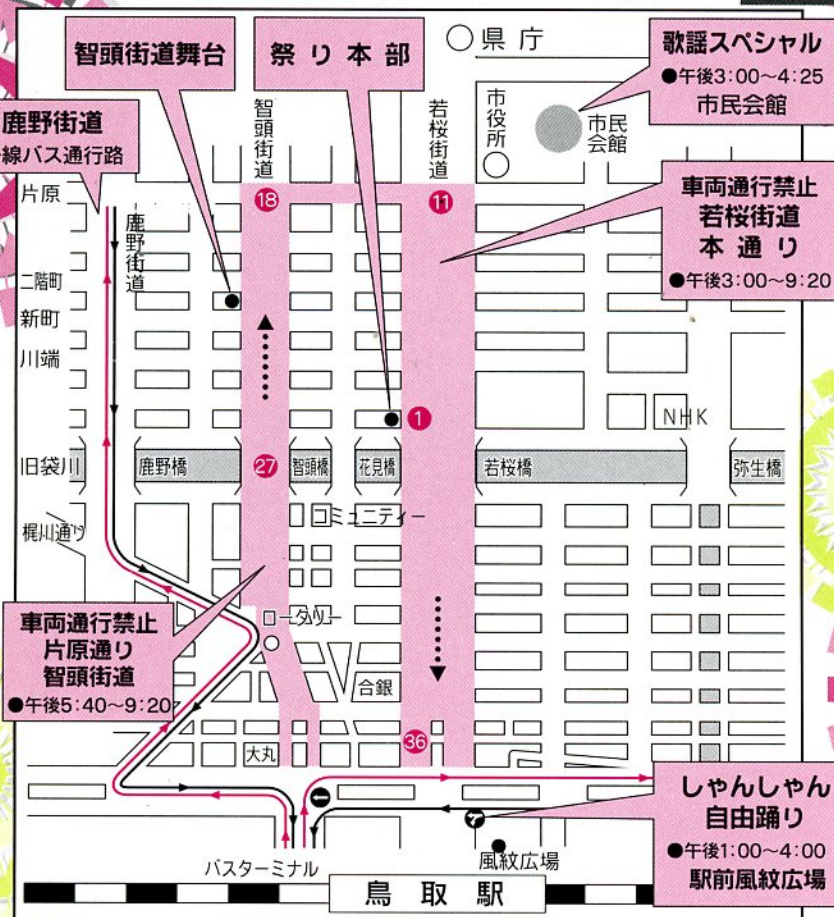 智頭街道舞台
祭り本部
県庁
歌謡スペシャル
●午後3:00〜4:25
市民会館
鹿野街道
線バス通行路
智頭街道
若桜街道
市役所
市民
会館
車両通行禁止
若桜街道
本通り
●午後3:00〜9:20
片原
18
11
鹿野街道
二階町
新町
川端
1
NHK
旧袋川
鹿野橋
27
智頭橋
花見橋
若桜橋
弥生橋
梶川通り
コミュニティー
車両通行禁止
片原通り
智頭街道
●午後5:40〜9:20
ロータリー
合銀
36
大丸
しゃんしゃん
自由踊り
●午後1:00〜4:00
駅前風紋広場
バスターミナル
風紋広場
鳥取駅